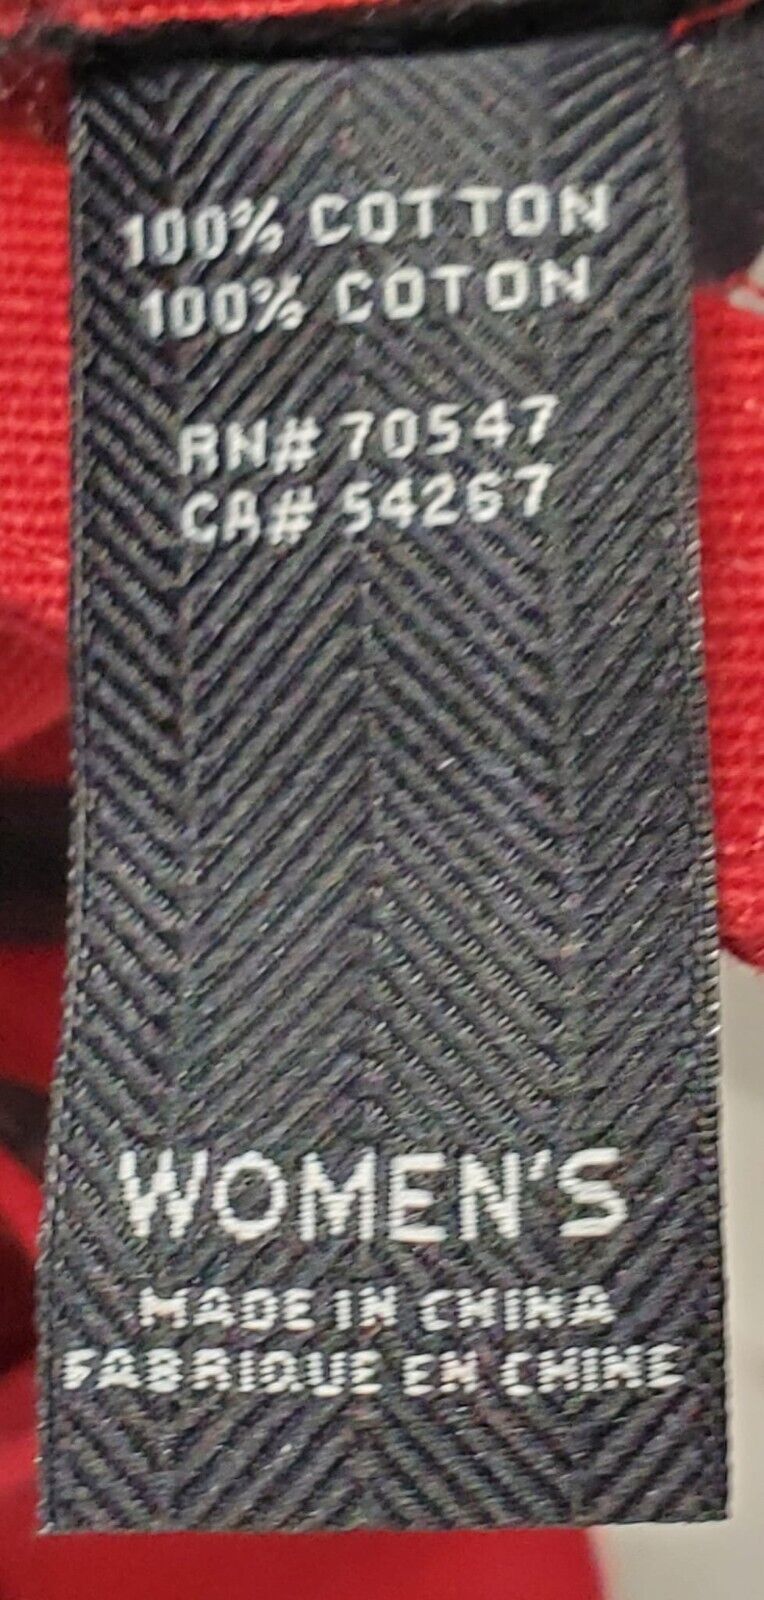 100% COTTON
100% COTON
RN# 70547
CA# 54267
WOMEN'S
MADE IN CHINA
FABRIQUE EN CHINE